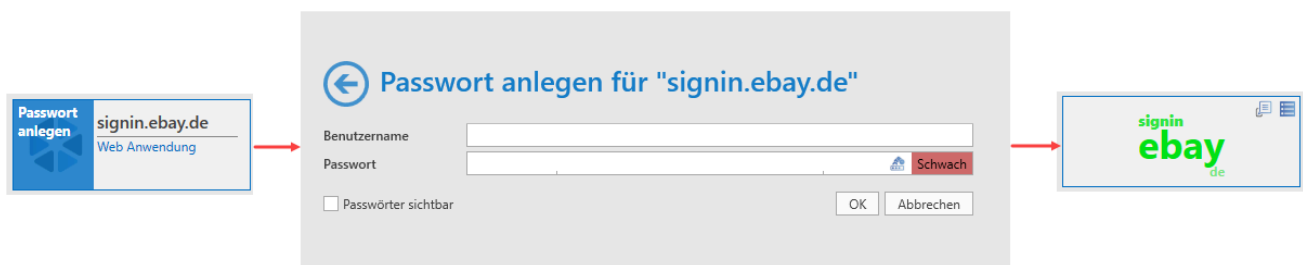 Passwort
anlegen
signin.ebay.de
Web Anwendung
Passwort anlegen für "signin.ebay.de"
Benutzername
Passwort
Schwach
Passwörter sichtbar
OK
Abbrechen
signin
ebay
de